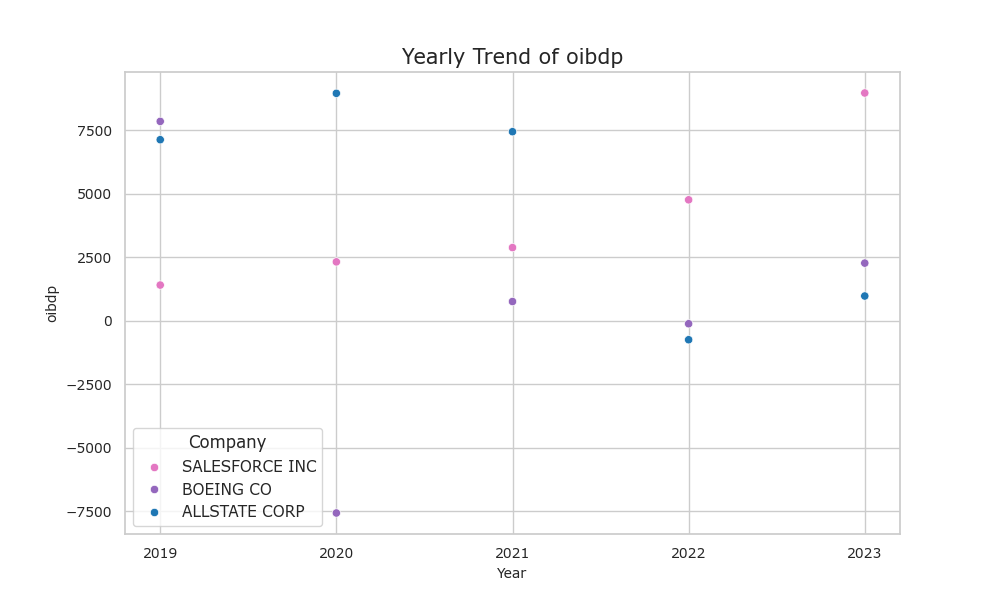 Yearly Trend of oibdp
7500
5000
2500
0
−2500
−5000
−7500
oibdp
Company
SALESFORCE INC
BOEING CO
ALLSTATE CORP
2019 2020 2021 2022 2023
Year